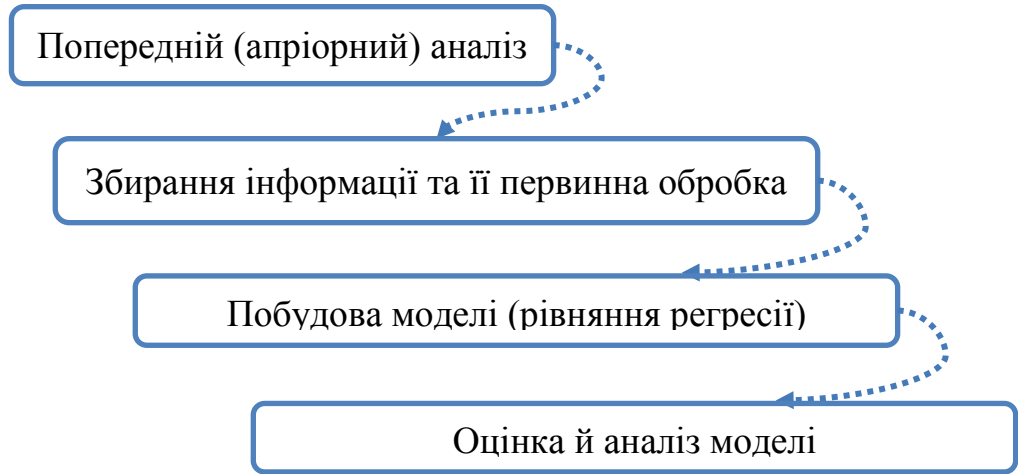 Попередній (апріорний) аналіз
Збирання інформації та її первинна обробка
Побудова моделі (рівняння регресії)
Оцінка й аналіз моделі